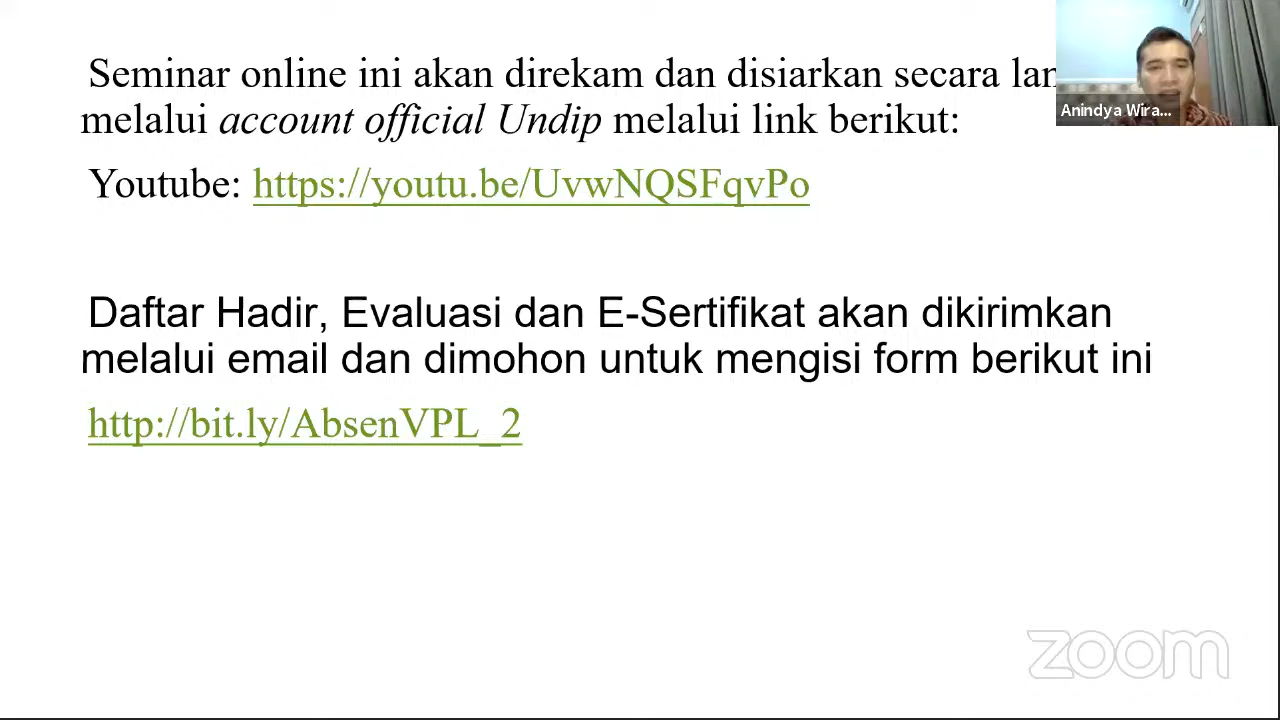 Seminar online ini akan direkam dan disiarkan secara
melalui account official Undip melalui link berikut:
Youtube: https://youtu.be/UvwNQSFqvPo
Daftar Hadir, Evaluasi dan E-Sertifikat akan dikirimkan
melalui email dan dimohon untuk mengisi form berikut ini
http://bit.ly/AbsenVPL_2
Anindya Wira...
zoom